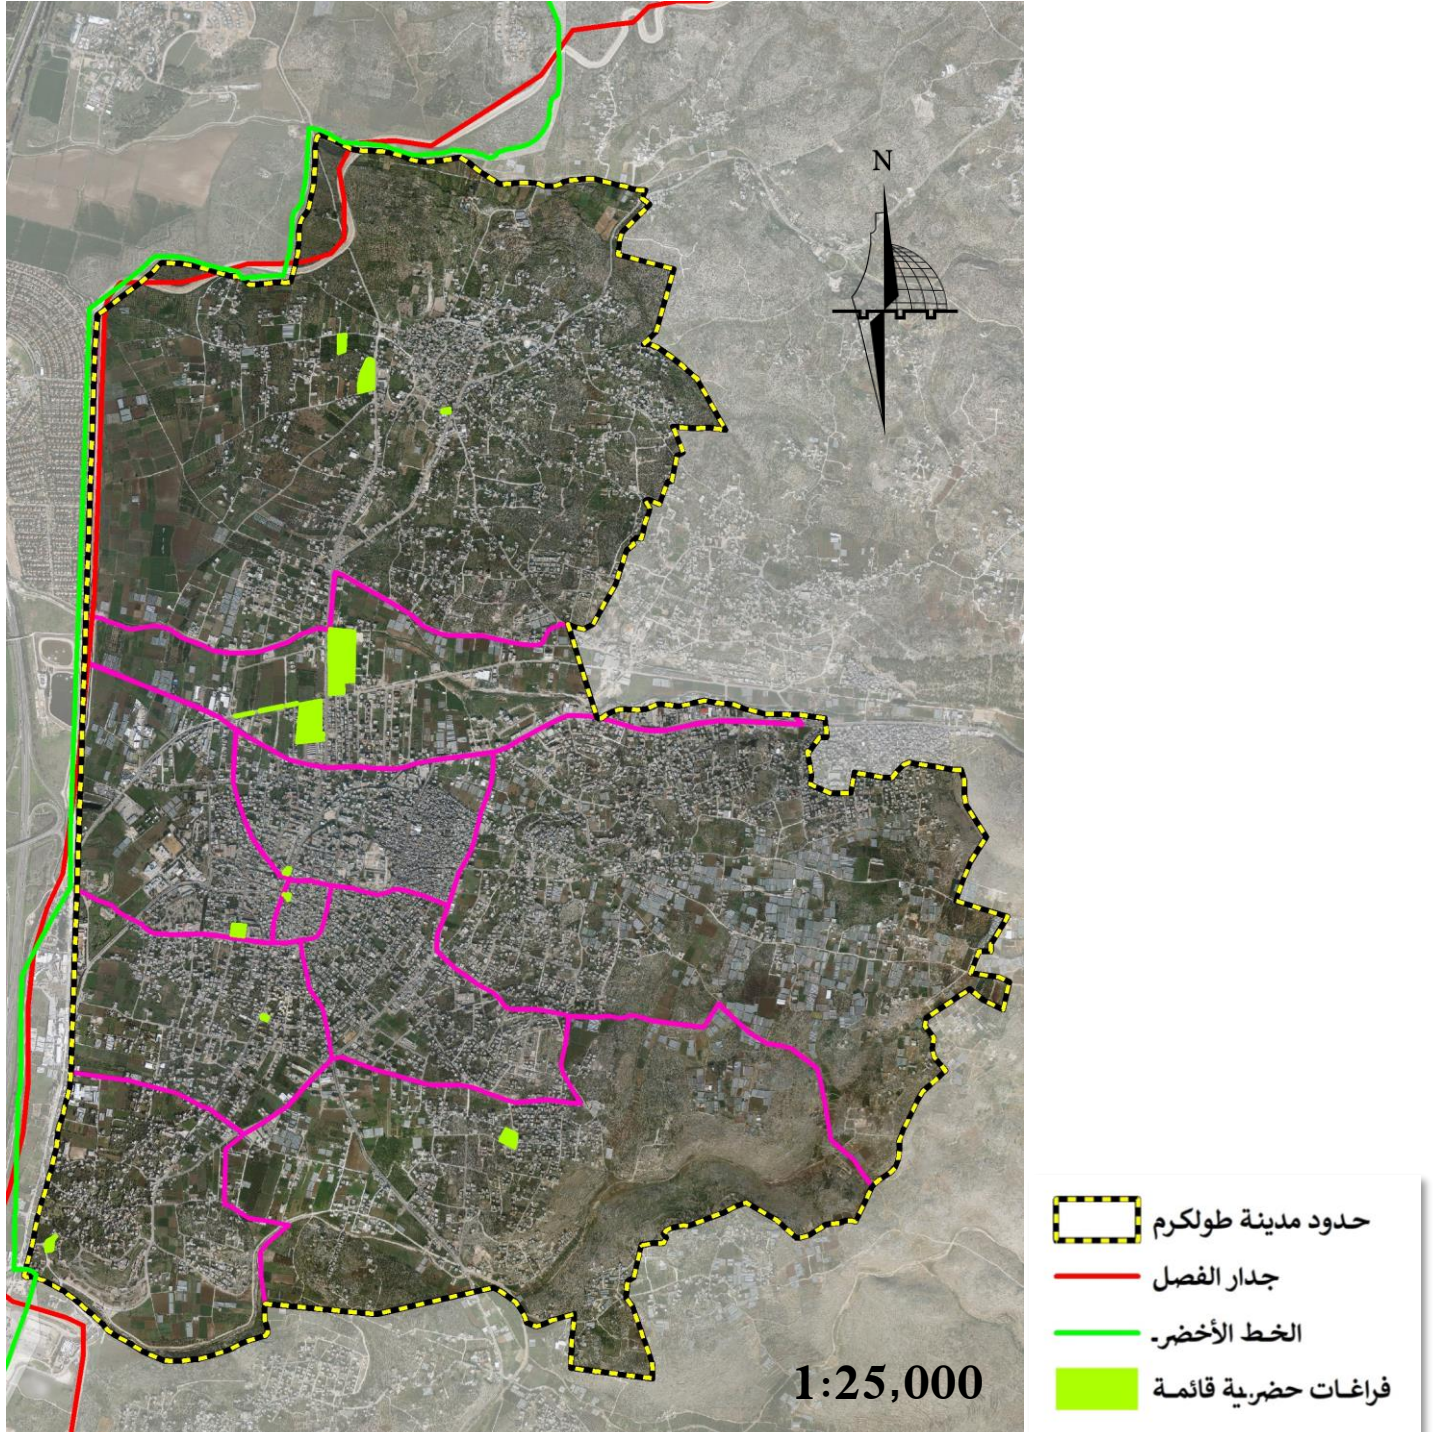 N
حدود مدينة طولكرم
جدار الفصل
الخط الأخضر
فراغات حضرية قائمة
1:25,000